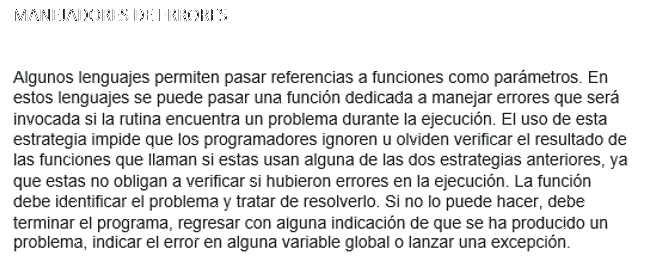 MANEJADORES DE ERRORES
Algunos lenguajes permiten pasar referencias a funciones como parámetros. En
estos lenguajes se puede pasar una función dedicada a manejar errores que será
invocada si la rutina encuentra un problema durante la ejecución. El uso de esta
estrategia impide que los programadores ignoren u olviden verificar el resultado de
las funciones que llaman si estas usan alguna de las dos estrategias anteriores, ya
que estas no obligan a verificar si hubieron errores en la ejecución. La función
debe identificar el problema y tratar de resolverlo. Si no lo puede hacer, debe
terminar el programa, regresar con alguna indicación de que se ha producido un
problema, indicar el error en alguna variable global o lanzar una excepción.